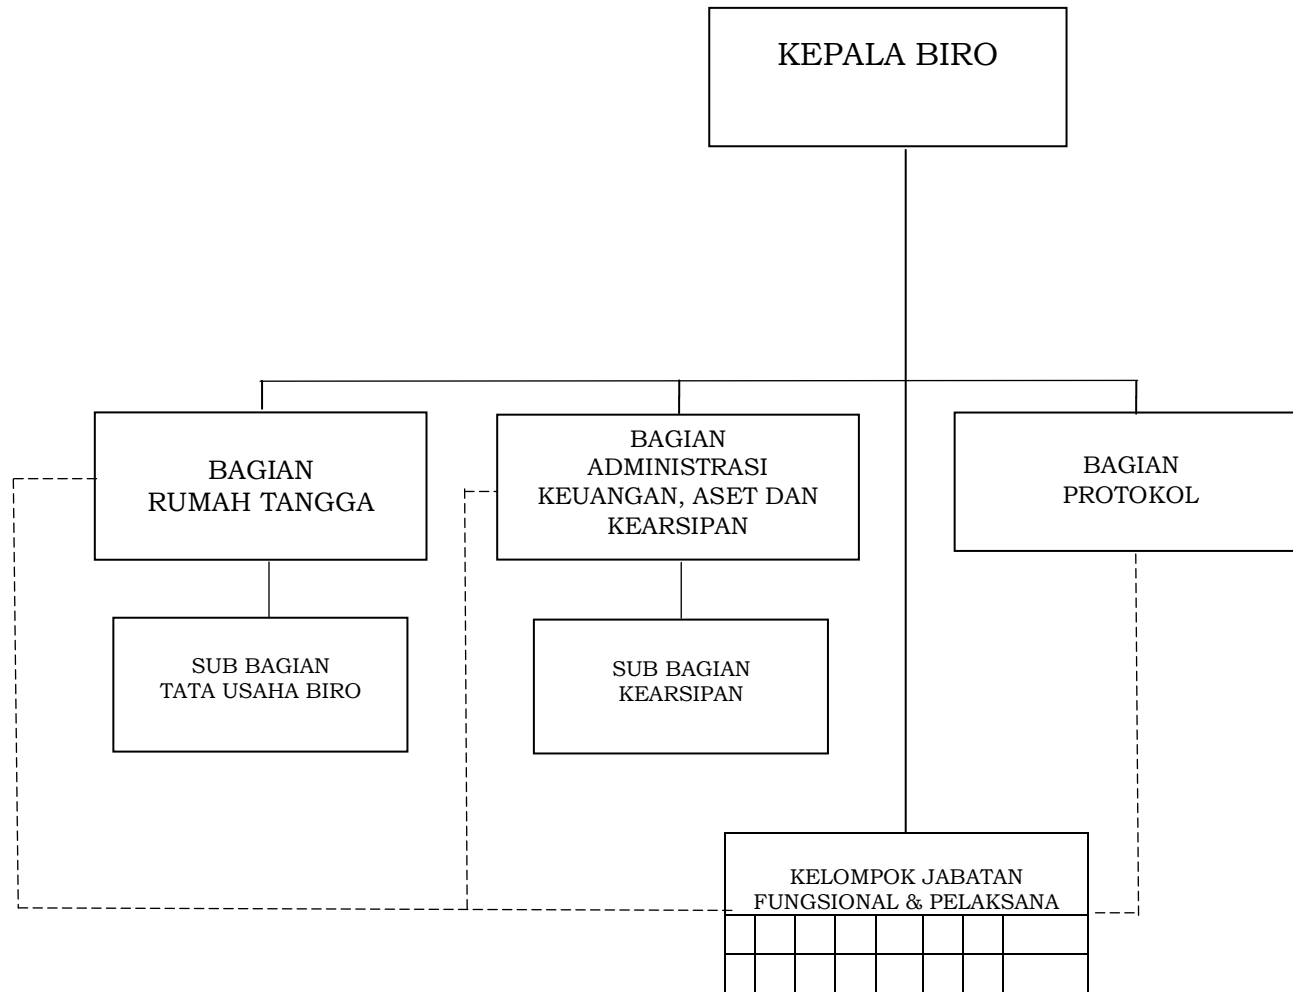 KEPALA BIRO
BAGIAN
RUMAH TANGGA
BAGIAN
ADMINISTRASI
KEUANGAN, ASET DAN
KEARSIPAN
BAGIAN
PROTOKOL
SUB BAGIAN
TATA USAHA BIRO
SUB BAGIAN
KEARSIPAN
KELOMPOK JABATAN
FUNGSIONAL & PELAKSANA